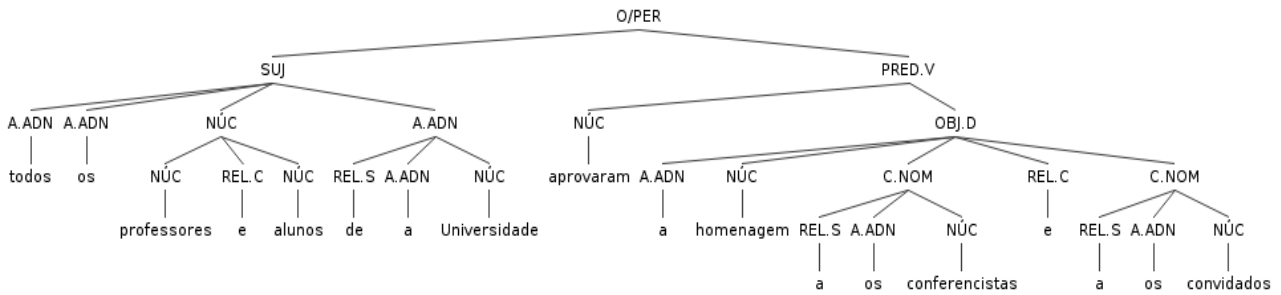 O/PER
SUJ PRED.V
A.ADN A.ADN NÚC A.ADN NÚC OBJ.D
todos os NÚC REL.C NÚC REL.S A.ADN NÚC aprovaram A.ADN NÚC C.NOM REL.C C.NOM
professores e alunos de a Universidade a homenagem REL.S A.ADN NÚC e REL.S A.ADN NÚC
a os conferencistas a os convidados